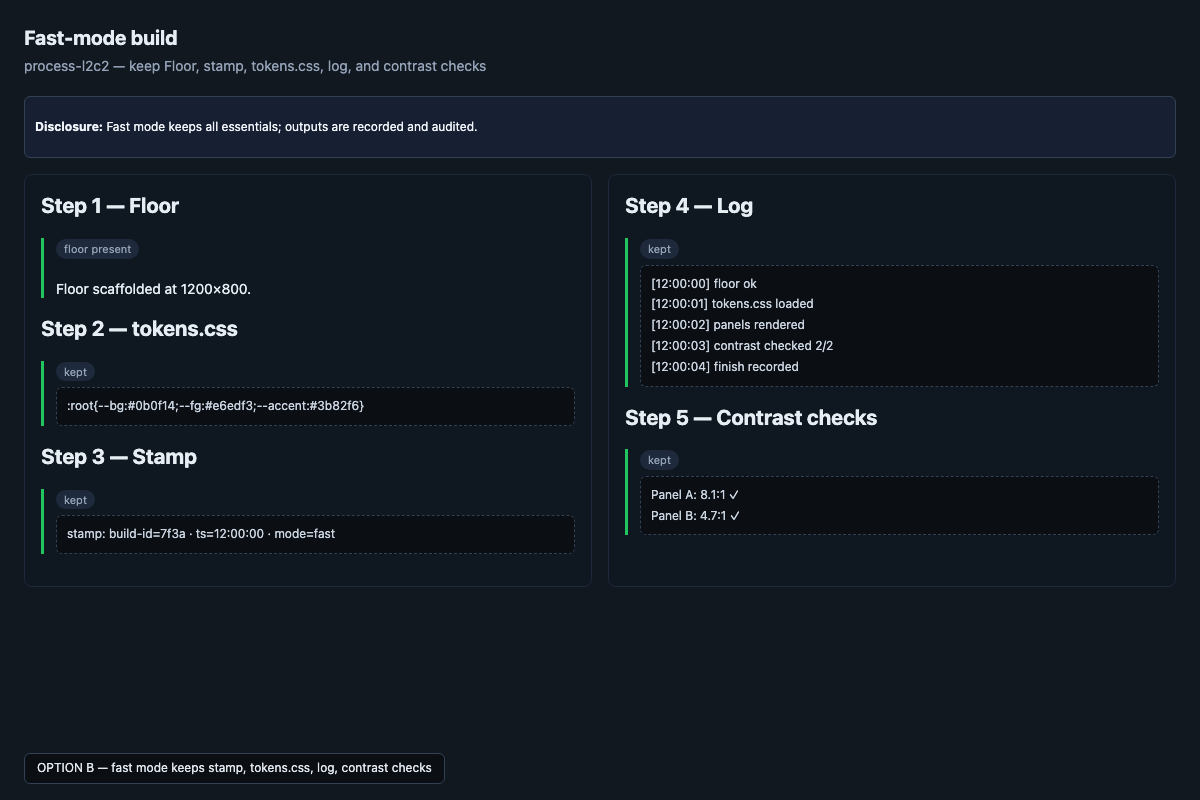 Fast-mode build
process-l2c2 — keep Floor, stamp, tokens.css, log, and contrast checks
Disclosure: Fast mode keeps all essentials; outputs are recorded and audited.
Step 1 — Floor
floor present
Floor scaffolded at 1200×800.
Step 2 — tokens.css
kept
:root{--bg:#0b0f14;--fg:#e6edf3;--accent:#3b82f6}
Step 3 — Stamp
kept
stamp: build-id=7f3a · ts=12:00:00 · mode=fast
Step 4 — Log
kept
[12:00:00] floor ok
[12:00:01] tokens.css loaded
[12:00:02] panels rendered
[12:00:03] contrast checked 2/2
[12:00:04] finish recorded
Step 5 — Contrast checks
kept
Panel A: 8.1:1 ✓
Panel B: 4.7:1 ✓
OPTION B — fast mode keeps stamp, tokens.css, log, contrast checks